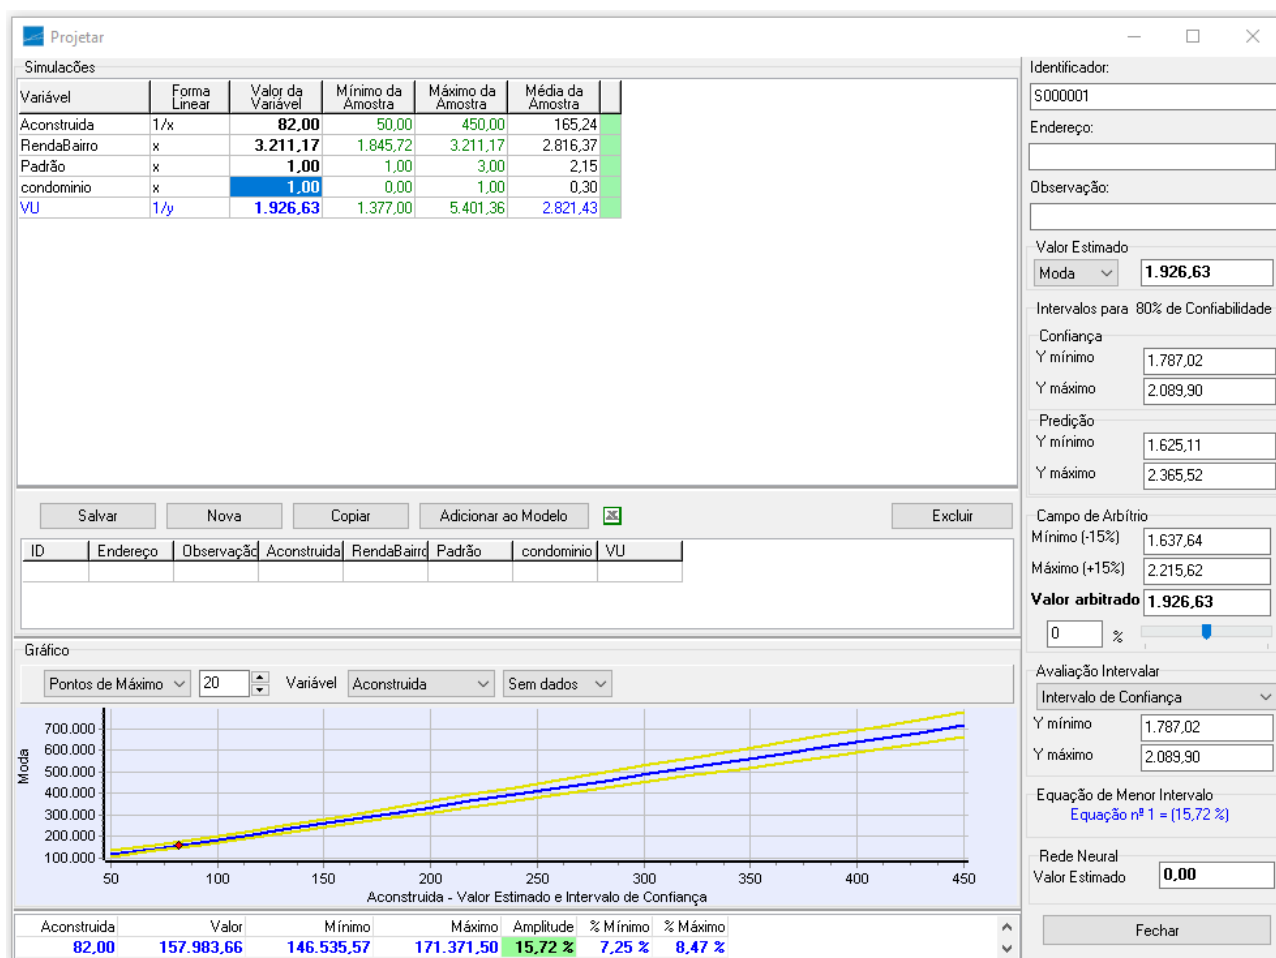 Projetar
Simulacões
Variável Forma Linear Valor da Variável Mínimo da Amostra Máximo da Amostra Média da Amostra
Aconstruida 1/x 82,00 50,00 450,00 165,24
RendaBairro x 3.211,17 1.845,72 3.211,17 2.816,37
Padrão x 1,00 1,00 3,00 2,15
condominio x 1,00 0,00 1,00 0,30
VU 1/y 1.926,63 1.377,00 5.401,36 2.821,43
Salvar Nova Copiar Adicionar ao Modelo Excluir
ID Endereço Observação Aconstruida RendaBairro Padrão condominio VU
Gráfico
Pontos de Máximo 20 Variável Aconstruida Sem dados
Moda
700.000
600.000
500.000
400.000
300.000
200.000
100.000
50 100 150 200 250 300 350 400 450
Aconstruida - Valor Estimado e Intervalo de Confiança
Aconstruida Valor Mínimo Máximo Amplitude % Mínimo % Máximo
82,00 157.983,66 146.535,57 171.371,50 15,72 % 7,25 % 8,47 %
Identificador:
S000001
Endereço:
Observação:
Valor Estimado
Moda 1.926,63
Intervalos para 80% de Confiabilidade
Confiança
Y mínimo 1.787,02
Y máximo 2.089,90
Predição
Y mínimo 1.625,11
Y máximo 2.365,52
Campo de Arbítrio
Mínimo (-15%) 1.637,64
Máximo (+15%) 2.215,62
Valor arbitrado 1.926,63
0 %
Avaliação Intervalar
Intervalo de Confiança
Y mínimo 1.787,02
Y máximo 2.089,90
Equação de Menor Intervalo
Equação nº 1 = (15,72 %)
Rede Neural
Valor Estimado 0,00
Fechar